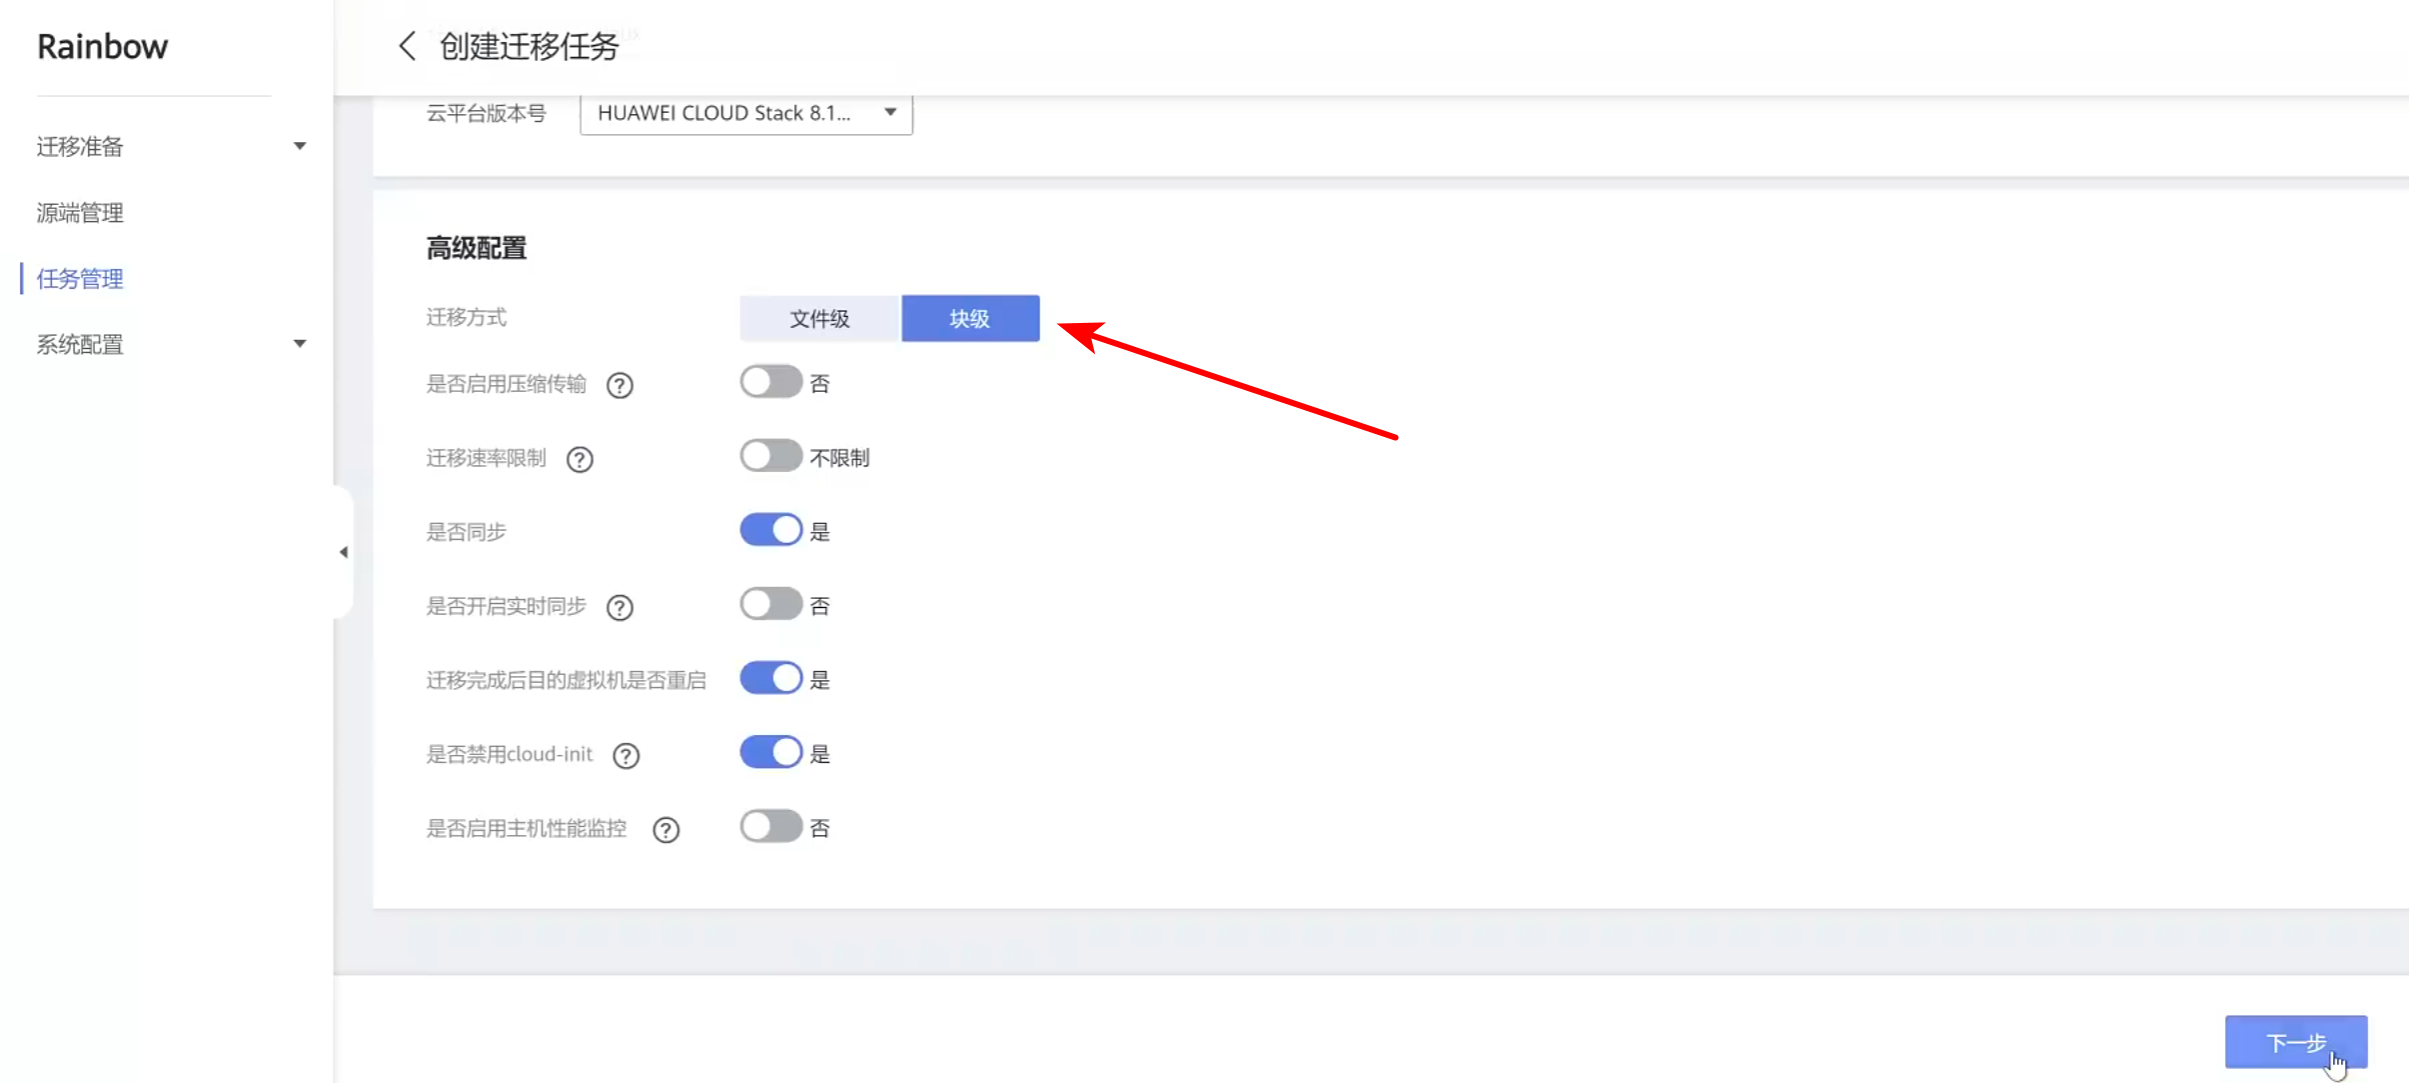 Rainbow
创建迁移任务
迁移准备
源端管理
任务管理
系统配置
云平台版本号 HUAWEI CLOUD Stack 8.1...
高级配置
迁移方式 文件级 块级
是否启用压缩传输 ? 否
迁移速率限制 ? 不限制
是否同步 是
是否开启实时同步 ? 否
迁移完成后目的虚拟机是否重启 是
是否禁用cloud-init ? 是
是否启用主机性能监控 ? 否
下一步